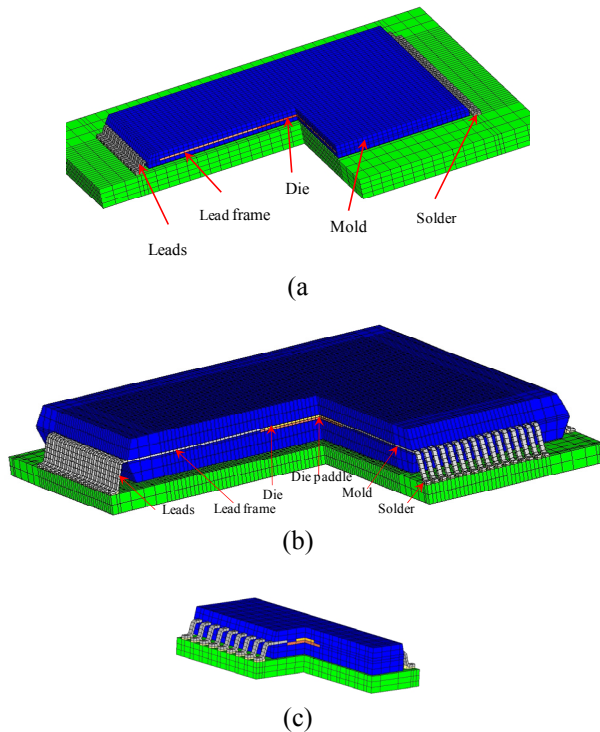 Die
Lead frame
Solder
Mold
Leads
(a
Die paddle
Die
Mold
Leads
Lead frame
Solder
(b)
(c)